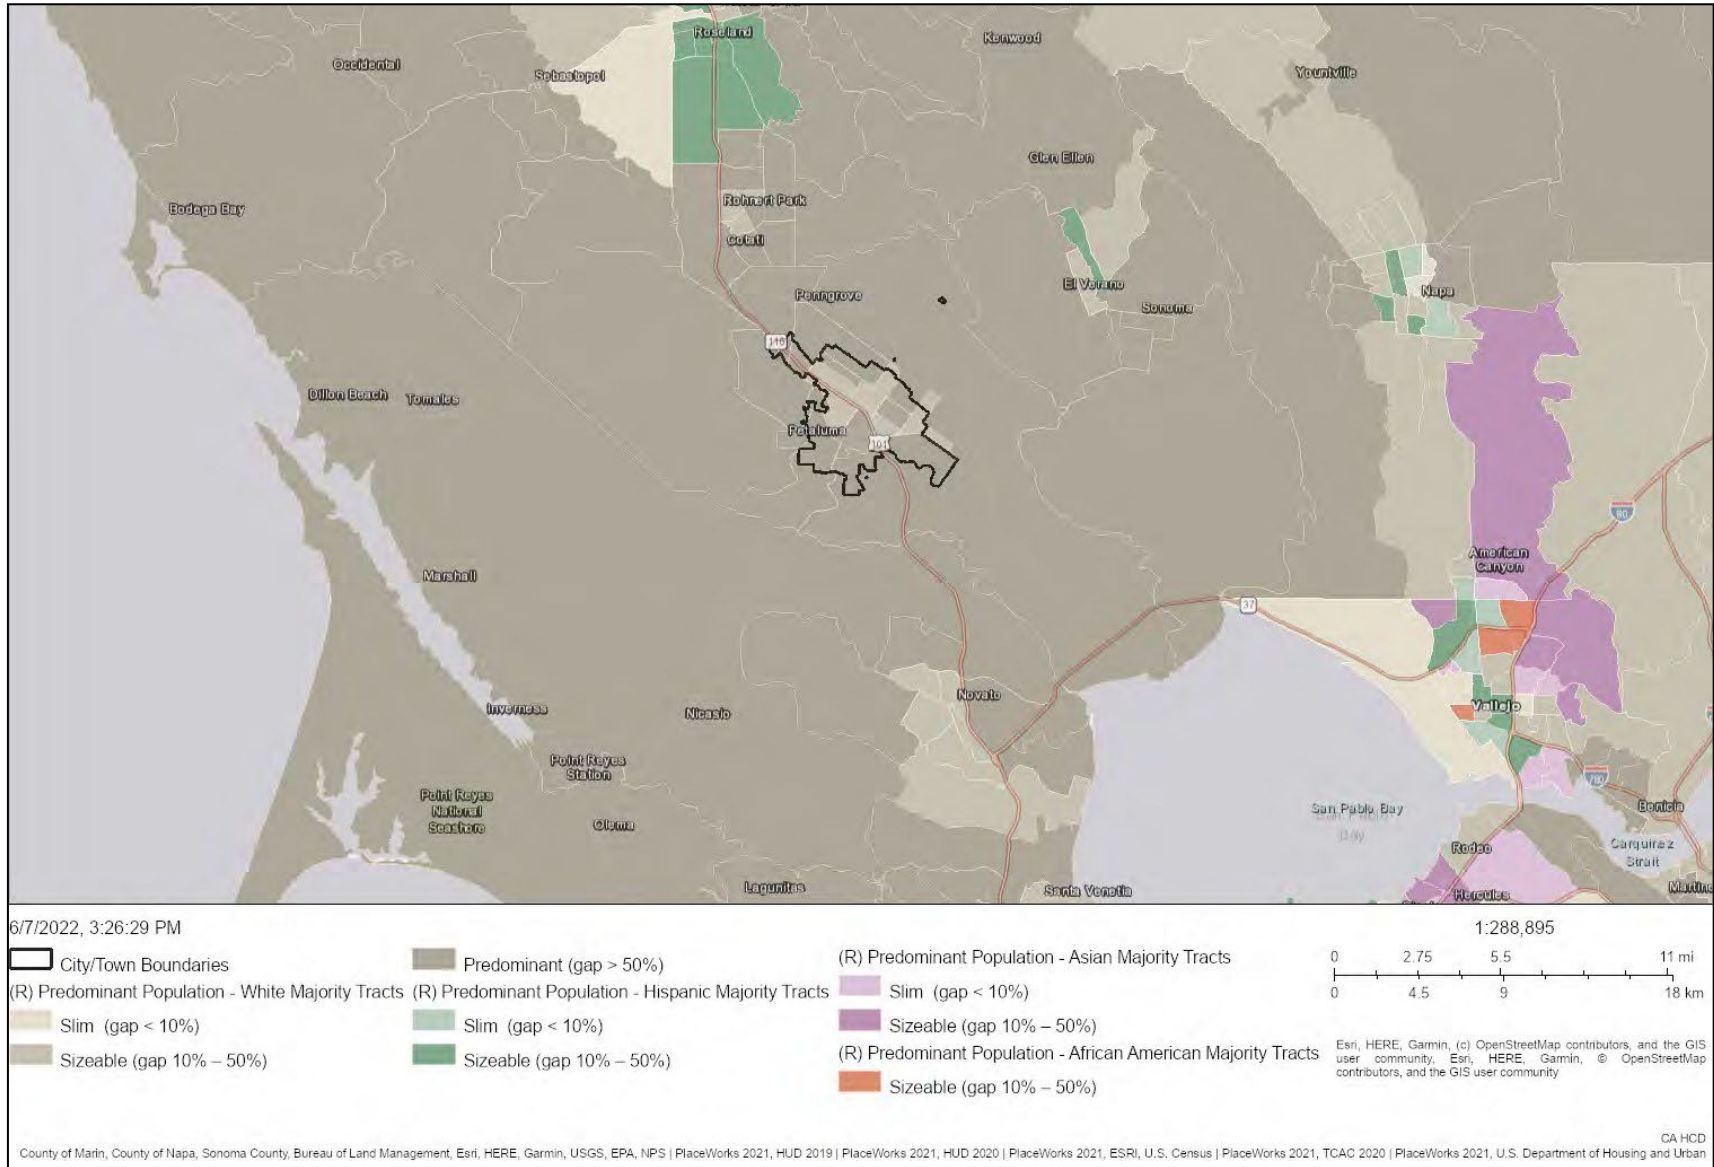 Roseland
Kenwood
Occidental
Sebastopol
Yountville
Glen Ellen
Rohnert Park
Bodega Bay
Cotati
El Verano
Penngrove
Napa
Sonoma
116
Dillon Beach
Tomales
Petaluma
101
80
American
Canyon
Marshall
37
Novato
Vallejo
Inverness
Nicasio
Point Reyes
Station
780
Point Reyes
National
Seashore
San Pablo Bay
Benicia
Olema
Rodeo
Carquinez
Strait
Lagunitas
Santa Venetia
Hercules
6/7/2022, 3:26:29 PM
City/Town Boundaries
(R) Predominant Population - White Majority Tracts
Slim (gap < 10%)
Sizeable (gap 10% – 50%)
Predominant (gap > 50%)
(R) Predominant Population - Hispanic Majority Tracts
Slim (gap < 10%)
Sizeable (gap 10% – 50%)
(R) Predominant Population - Asian Majority Tracts
Slim (gap < 10%)
Sizeable (gap 10% – 50%)
(R) Predominant Population - African American Majority Tracts
Sizeable (gap 10% – 50%)
1:288,895
0 2.75 5.5 11 mi
0 4.5 9 18 km
Esri, HERE, Garmin, (c) OpenStreetMap contributors, and the GIS
user community, Esri, HERE, Garmin, © OpenStreetMap
contributors, and the GIS user community
CA HCD
County of Marin, County of Napa, Sonoma County, Bureau of Land Management, Esri, HERE, Garmin, USGS, EPA, NPS | PlaceWorks 2021, HUD 2019 | PlaceWorks 2021, HUD 2020 | PlaceWorks 2021, ESRI, U.S. Census | PlaceWorks 2021, TCAC 2020 | PlaceWorks 2021, U.S. Department of Housing and Urban